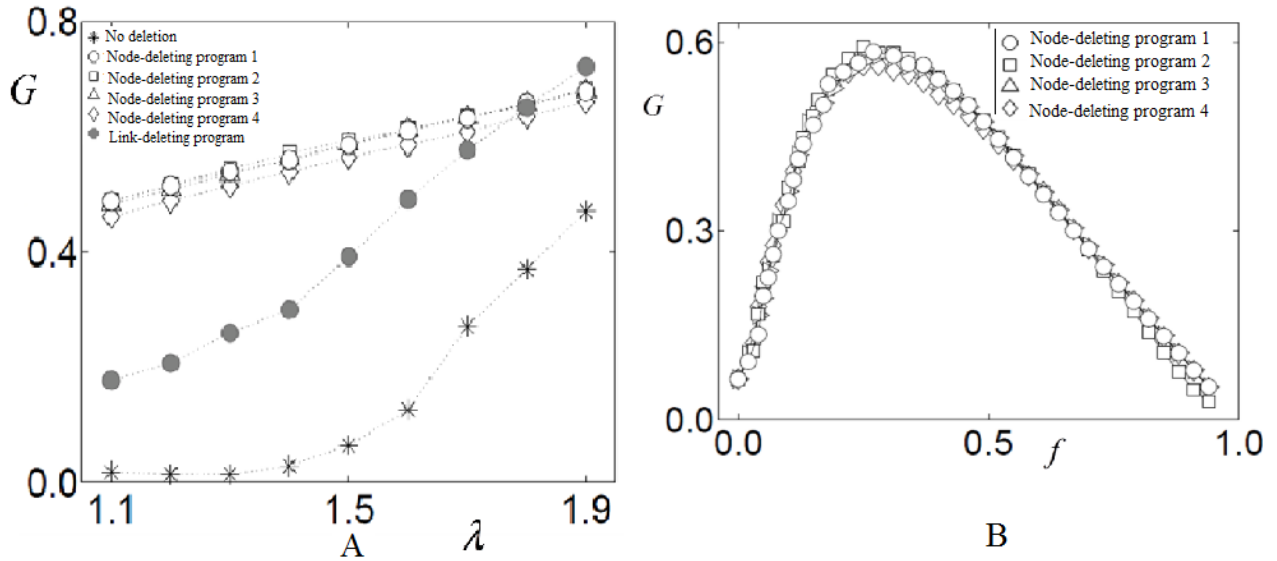 0.8
No deletion
Node-deleting program 1
Node-deleting program 2
Node-deleting program 3
Node-deleting program 4
Link-deleting program
G
0.4
0.0
1.1
1.5
λ
1.9
A
0.6
Node-deleting program 1
Node-deleting program 2
Node-deleting program 3
Node-deleting program 4
G
0.3
0.0
0.0
0.5
f
1.0
B